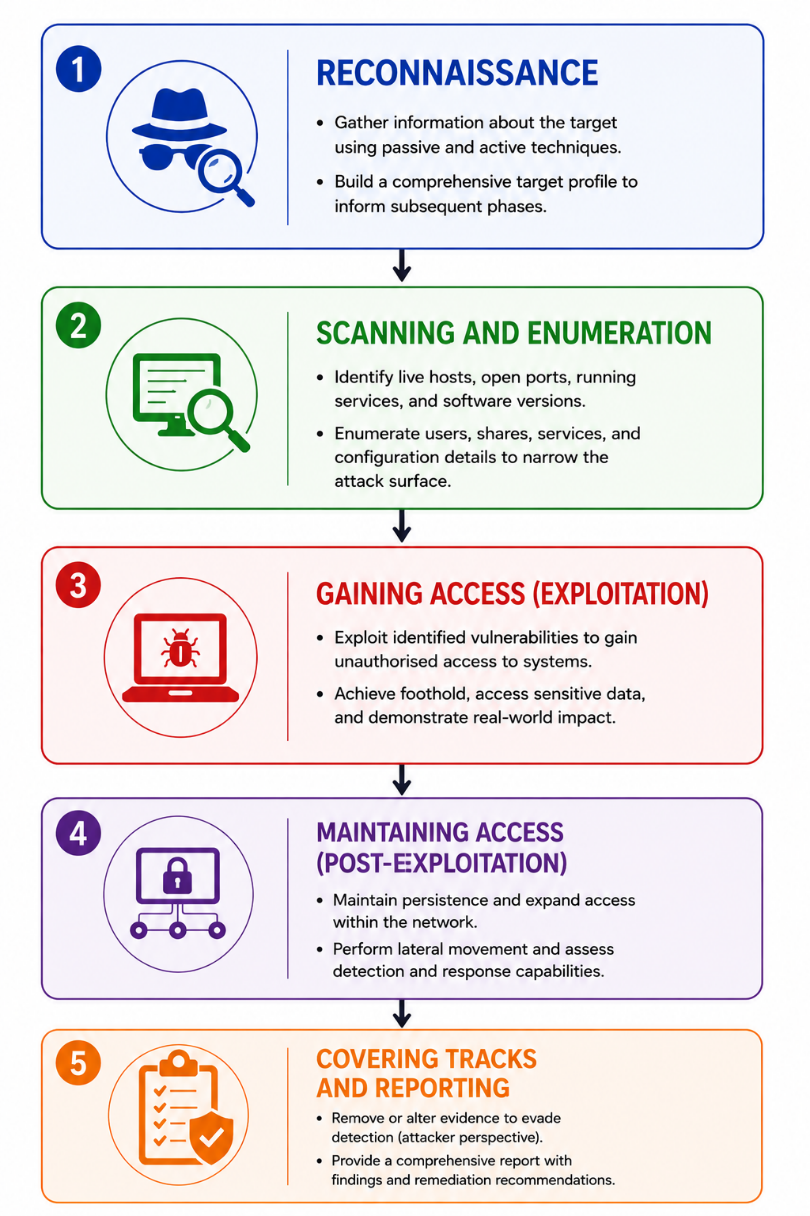 1
RECONNAISSANCE
• Gather information about the target
using passive and active techniques.
• Build a comprehensive target profile to
inform subsequent phases.
2
SCANNING AND ENUMERATION
• Identify live hosts, open ports, running
services, and software versions.
• Enumerate users, shares, services, and
configuration details to narrow the
attack surface.
3
GAINING ACCESS (EXPLOITATION)
• Exploit identified vulnerabilities to gain
unauthorised access to systems.
• Achieve foothold, access sensitive data,
and demonstrate real-world impact.
4
MAINTAINING ACCESS
(POST-EXPLOITATION)
• Maintain persistence and expand access
within the network.
• Perform lateral movement and assess
detection and response capabilities.
5
COVERING TRACKS
AND REPORTING
• Remove or alter evidence to evade
detection (attacker perspective).
• Provide a comprehensive report with
findings and remediation recommendations.